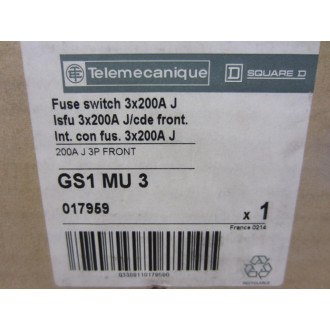 Telemecanique
D SQUARE D
Fuse switch 3x200A J
Isfu 3x200A J/cde front.
Int. con fus. 3x200A J
200A J 3P FRONT
GS1 MU 3
017959
x 1
France 0214